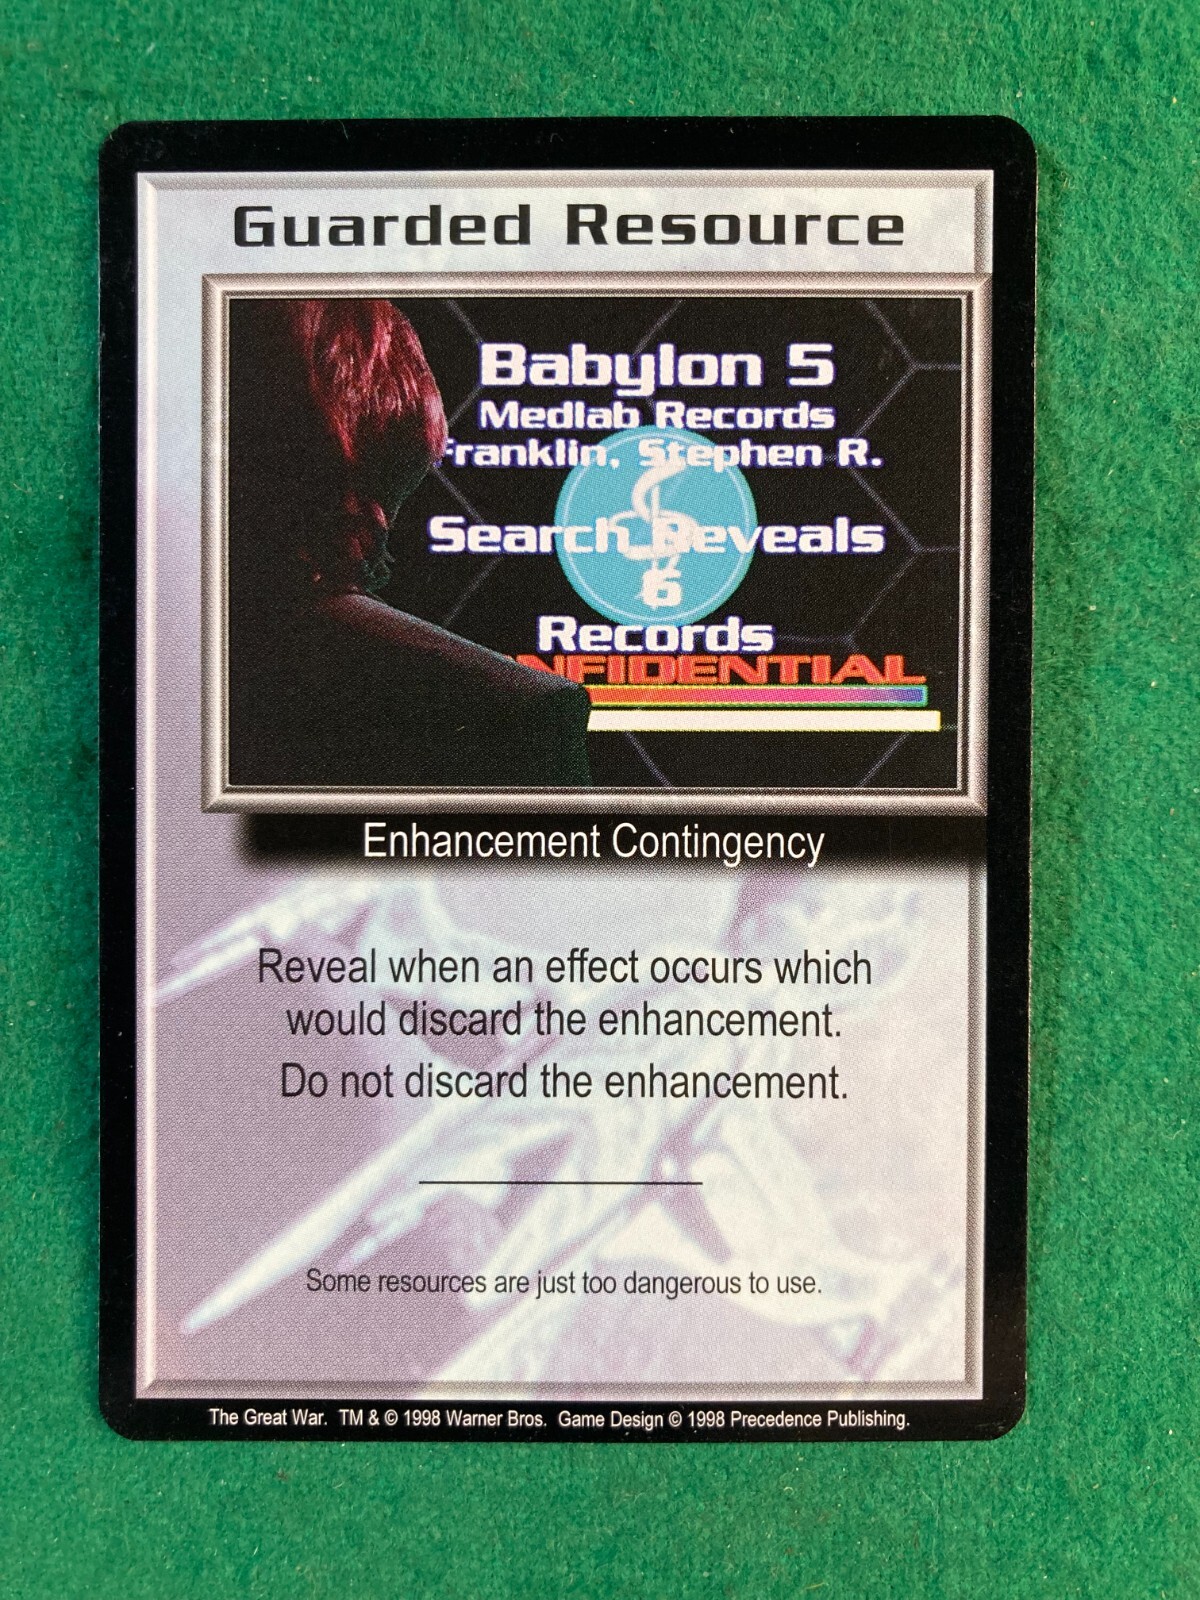 Guarded Resource
Babylon 5
Medlab Records
Franklin, Stephen R.
Search Reveals
6
Records
NFIDENTIAL
Enhancement Contingency
Reveal when an effect occurs which
would discard the enhancement.
Do not discard the enhancement.
Some resources are just too dangerous to use.
The Great War. TM & © 1998 Warner Bros. Game Design © 1998 Precedence Publishing.